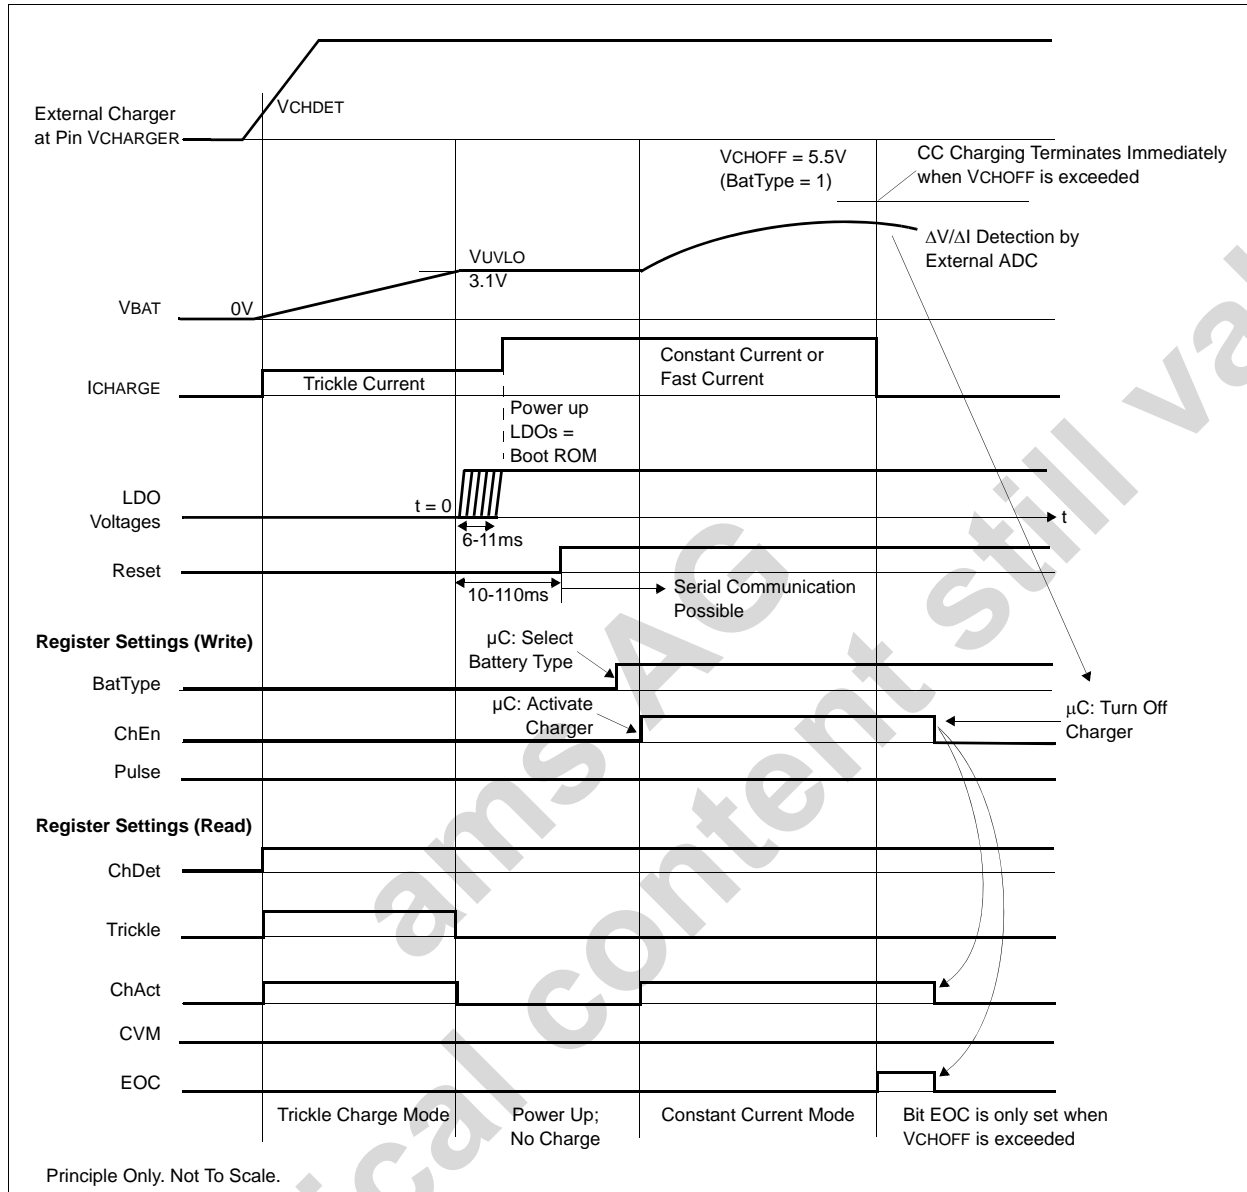 External Charger
at Pin VCHARGER
VCHDET
VCHOFF = 5.5V
(BatType = 1)
CC Charging Terminates Immediately
when VCHOFF is exceeded
ΔV/ΔI Detection by
External ADC
VUVLO
3.1V
VBAT
0V
ICHARGE
Trickle Current
Constant Current or
Fast Current
Power up
LDOs =
Boot ROM
LDO
Voltages
t = 0
t
6-11ms
Reset
10-110ms
Serial Communication
Possible
Register Settings (Write)
µC: Select
Battery Type
BatType
µC: Activate
Charger
ChEn
µC: Turn Off
Charger
Pulse
Register Settings (Read)
ChDet
Trickle
ChAct
CVM
EOC
Trickle Charge Mode
Power Up;
No Charge
Constant Current Mode
Bit EOC is only set when
VCHOFF is exceeded
Principle Only. Not To Scale.
ams AG
content still